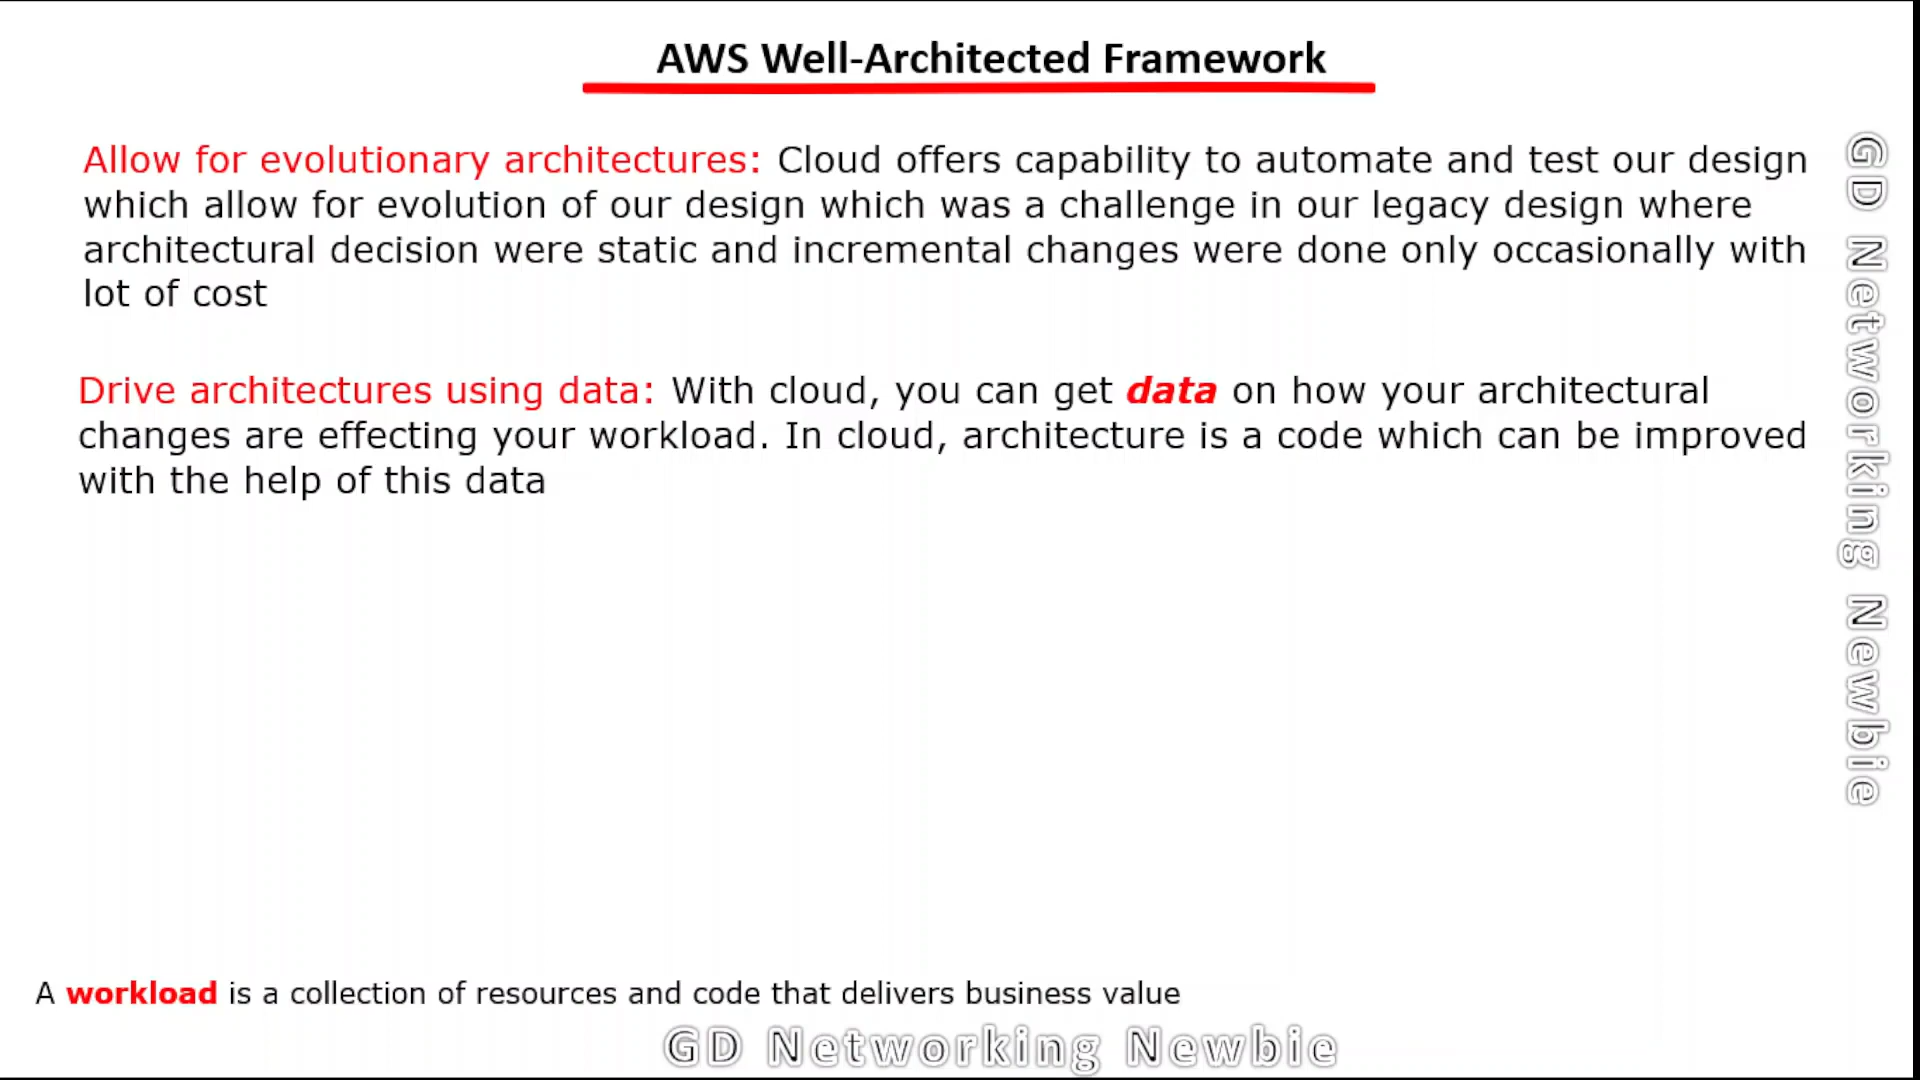 AWS Well-Architected Framework
Allow for evolutionary architectures: Cloud offers capability to automate and test our design
which allow for evolution of our design which was a challenge in our legacy design where
architectural decision were static and incremental changes were done only occasionally with
lot of cost
Drive architectures using data: With cloud, you can get data on how your architectural
changes are effecting your workload. In cloud, architecture is a code which can be improved
with the help of this data
A workload is a collection of resources and code that delivers business value
GD Networking Newbie
GD Networking Newbie